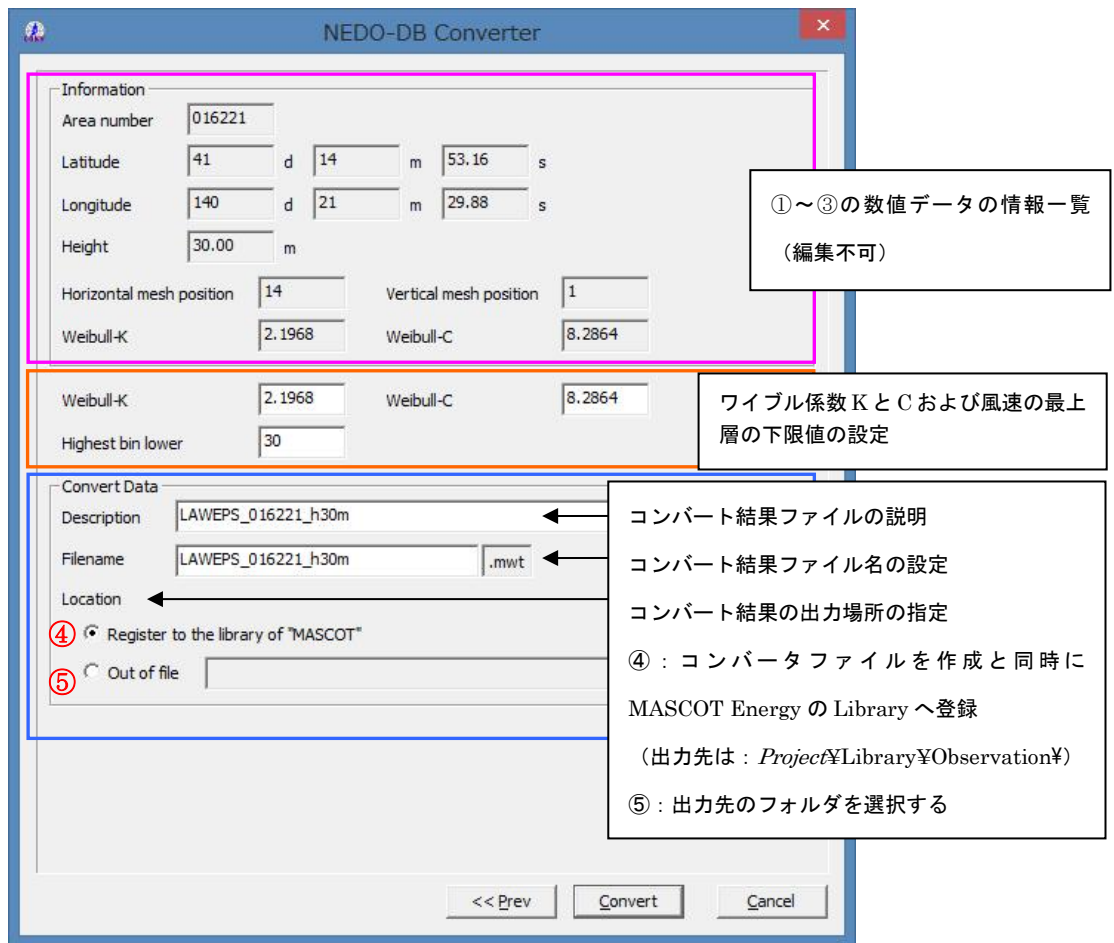 NEDO-DB Converter
Information
Area number 016221
Latitude 41 d 14 m 53.16 s
Longitude 140 d 21 m 29.88 s
Height 30.00 m
Horizontal mesh position 14 Vertical mesh position 1
Weibull-K 2.1968 Weibull-C 8.2864
①～③の数値データの情報一覧
（編集不可）
Weibull-K 2.1968 Weibull-C 8.2864
Highest bin lower 30
ワイブル係数 K と C および風速の最上
層の下限値の設定
Convert Data
Description LAWEPS_016221_h30m
Filename LAWEPS_016221_h30m .mwt
Location
④ Register to the library of "MASCOT"
⑤ Out of file
コンバート結果ファイルの説明
コンバート結果ファイル名の設定
コンバート結果の出力場所の指定
④：コンバータファイルを作成と同時に
MASCOT Energy の Library へ登録
（出力先は：Project¥Library¥Observation¥）
⑤：出力先のフォルダを選択する
<< Prev Convert Cancel